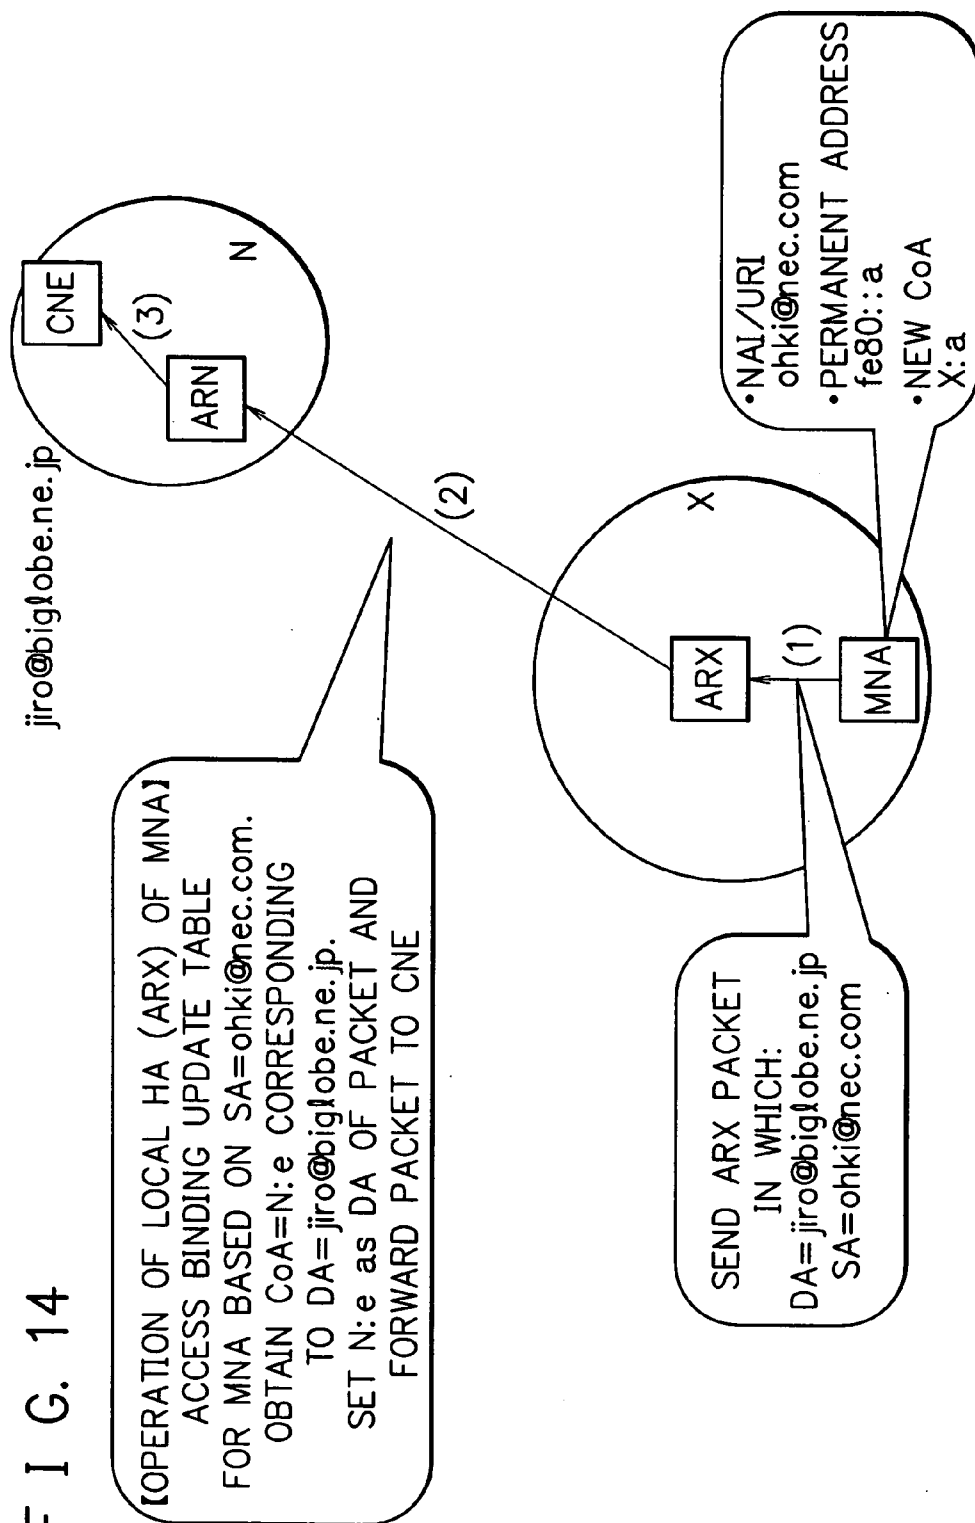 F I G. 14
jiro@biglobe.ne.jp
【OPERATION OF LOCAL HA (ARX) OF MNA】
ACCESS BINDING UPDATE TABLE
FOR MNA BASED ON SA=ohki@nec.com.
OBTAIN CoA=N:e CORRESPONDING
TO DA=jiro@biglobe.ne.jp.
SET N:e as DA OF PACKET AND
FORWARD PACKET TO CNE
CNE
(3)
ARN
N
(2)
SEND ARX PACKET
IN WHICH:
DA=jiro@biglobe.ne.jp
SA=ohki@nec.com
ARX
X
(1)
MNA
•NAI/URI
ohki@nec.com
•PERMANENT ADDRESS
fe80::a
•NEW CoA
X:a